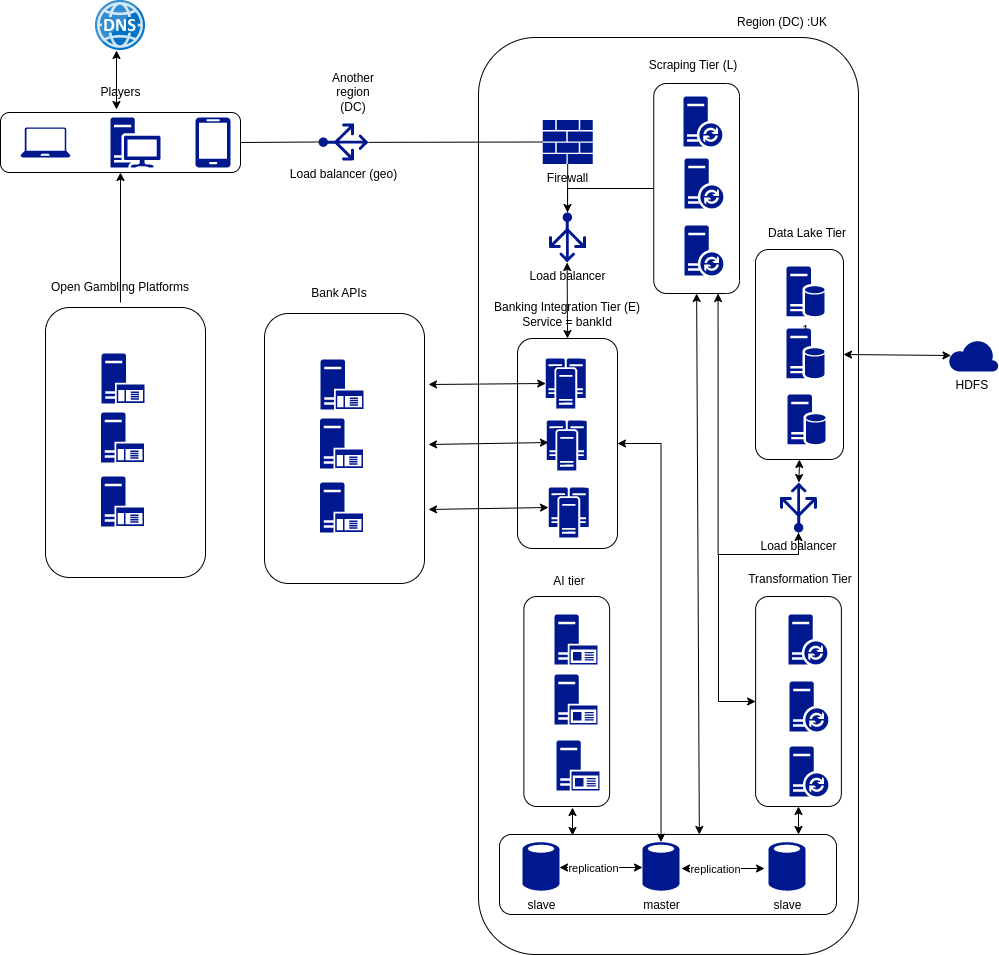 DNS
Region (DC) :UK
Players
Another
region
(DC)
Scraping Tier (L)
Load balancer (geo)
Firewall
Data Lake Tier
Load balancer
Open Gambling Platforms
Bank APIs
Banking Integration Tier (E)
Service = bankId
1
HDFS
Load balancer
AI tier
Transformation Tier
replication
replication
slave
master
slave